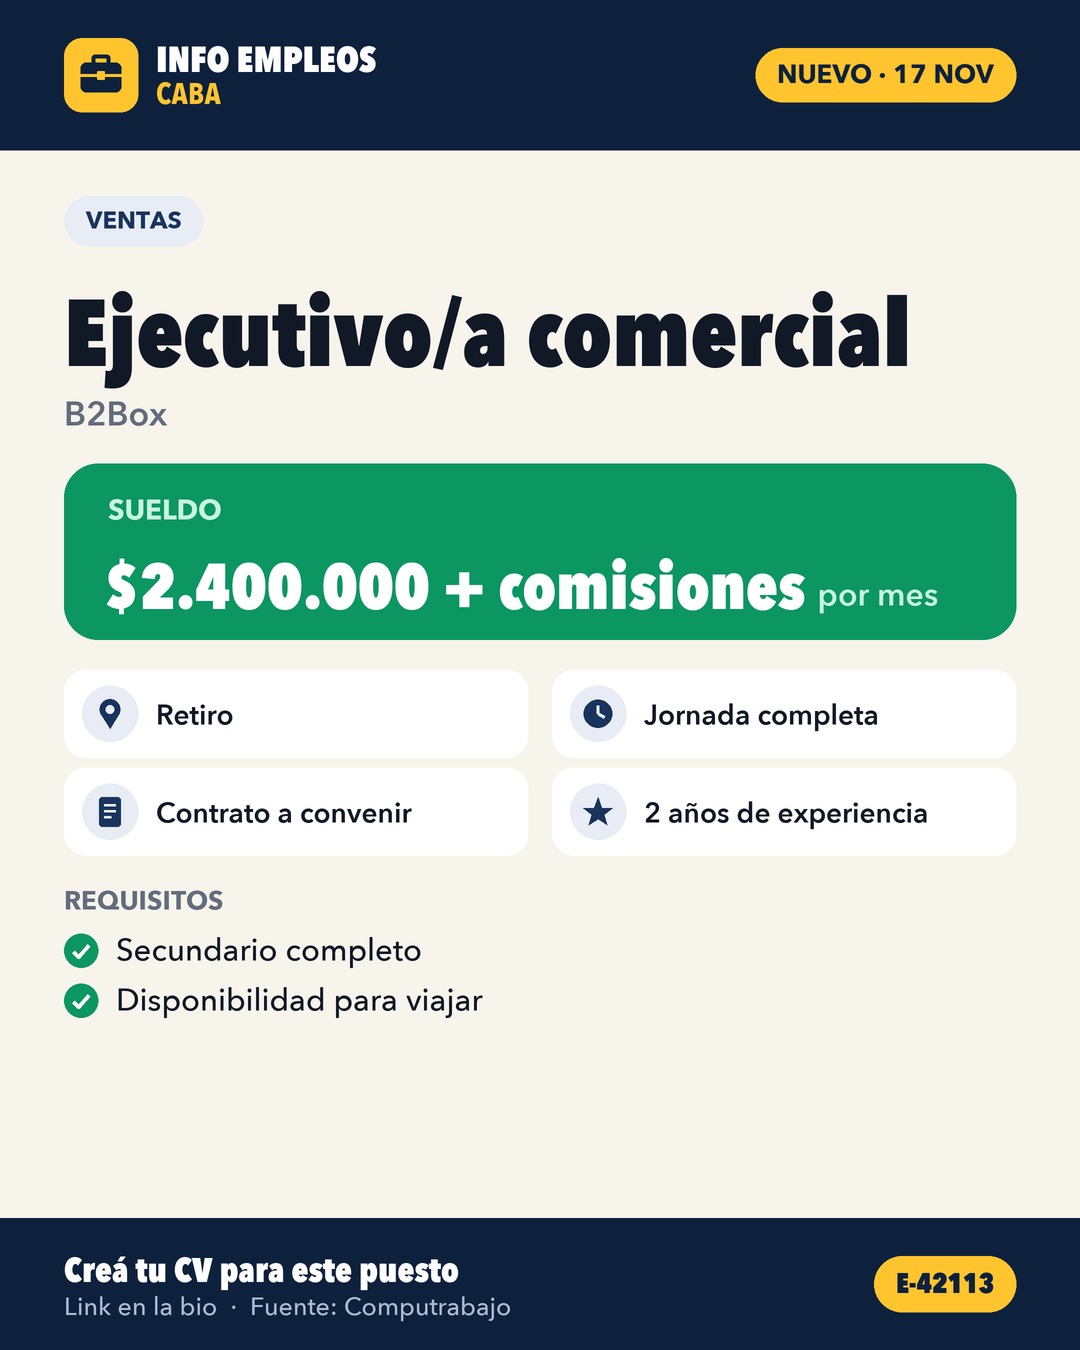 INFO EMPLEOS
CABA
NUEVO · 17 NOV
VENTAS
Ejecutivo/a comercial
B2Box
SUELDO
$2.400.000 + comisiones por mes
Retiro
Jornada completa
Contrato a convenir
2 años de experiencia
REQUISITOS
Secundario completo
Disponibilidad para viajar
Creá tu CV para este puesto
Link en la bio · Fuente: Computrabajo
E-42113